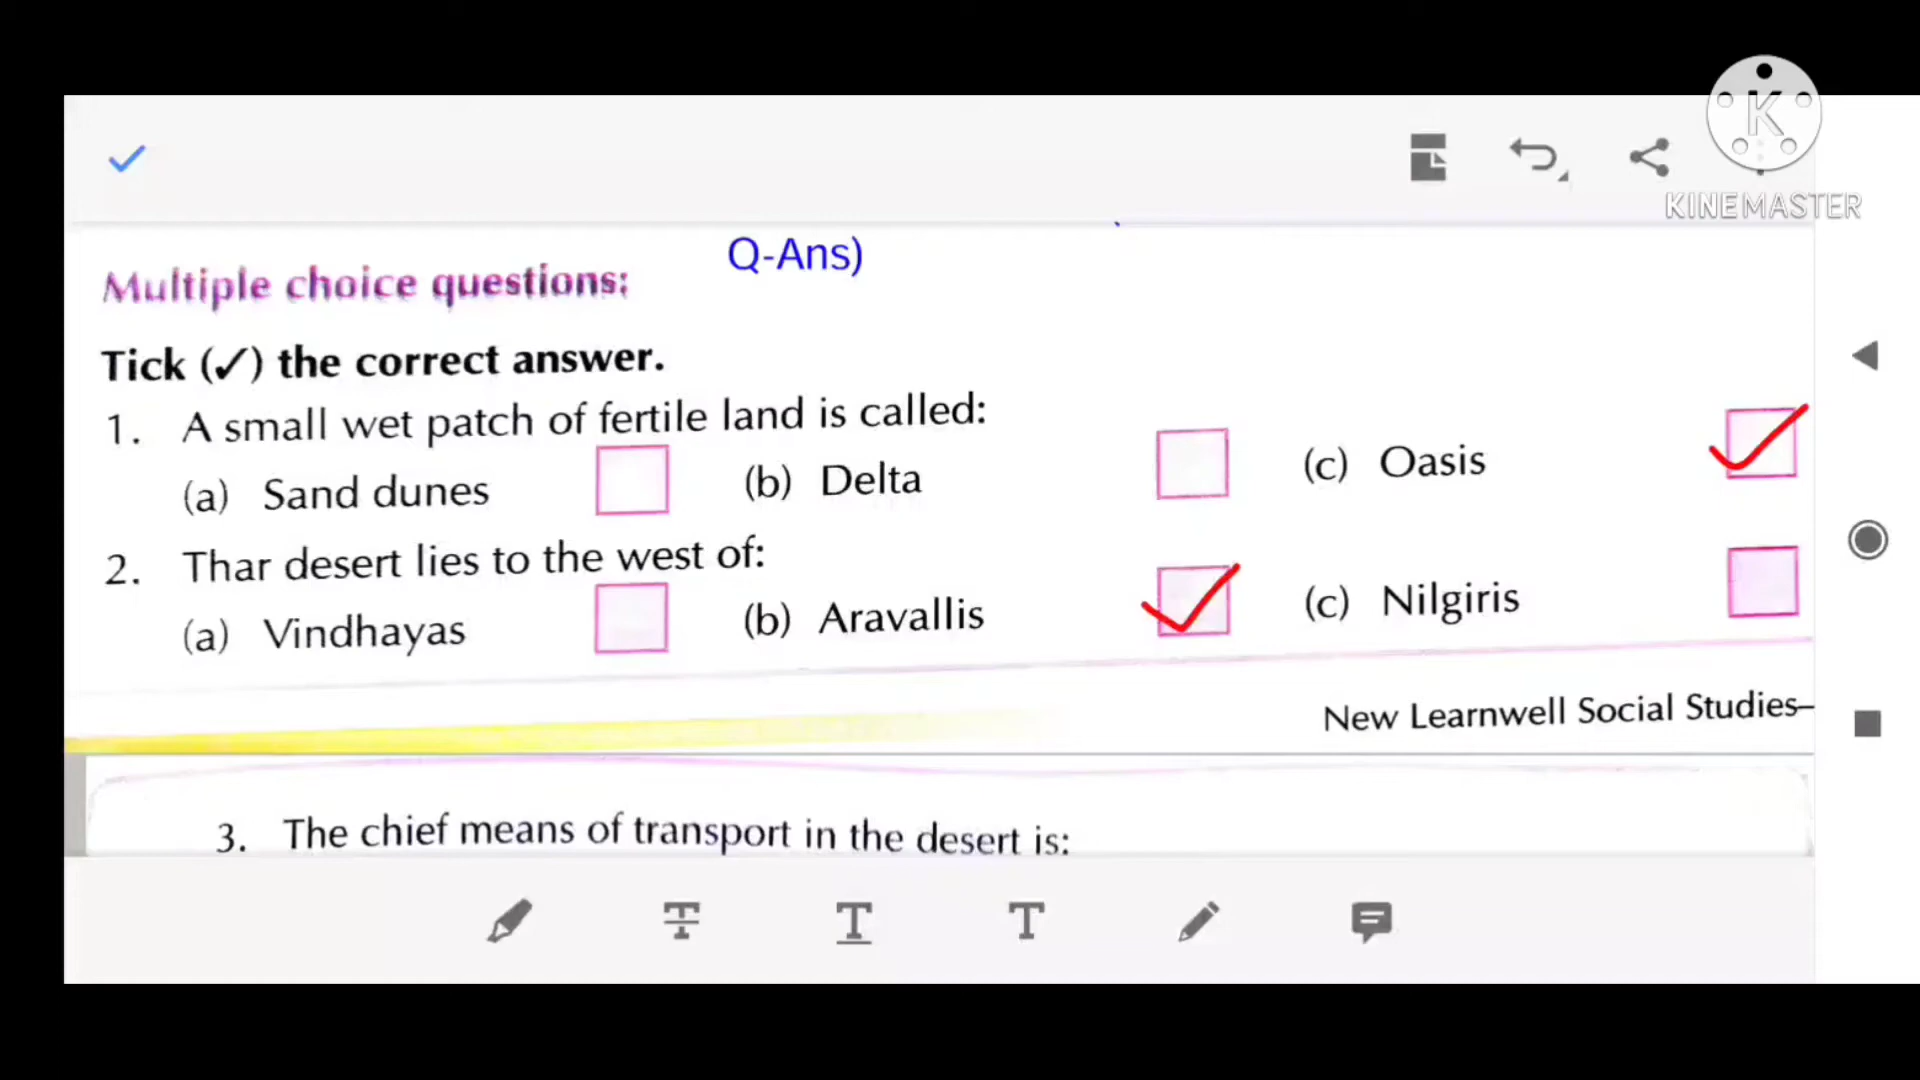 KINEMASTER
Q-Ans)
Multiple choice questions:
Tick (✓) the correct answer.
1. A small wet patch of fertile land is called:
(a) Sand dunes (b) Delta (c) Oasis
2. Thar desert lies to the west of:
(a) Vindhayas (b) Aravallis (c) Nilgiris
New Learnwell Social Studies–
3. The chief means of transport in the desert is: